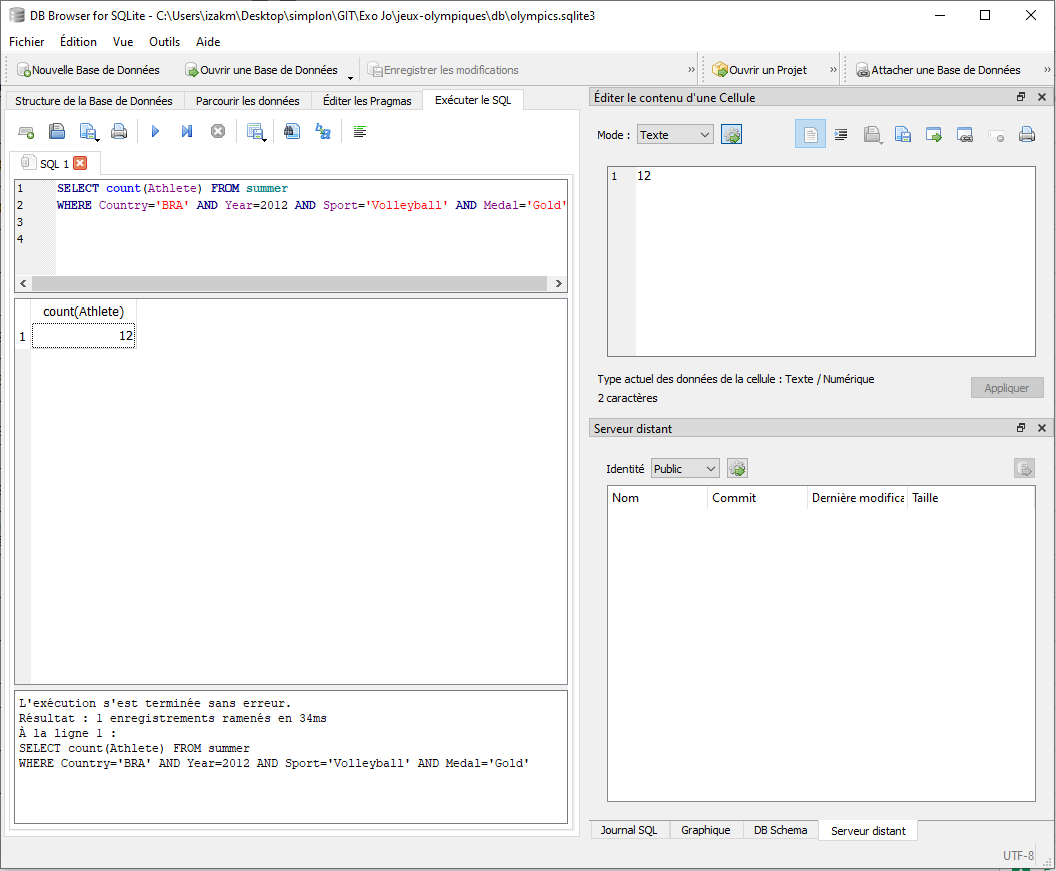 DB Browser for SQLite - C:\Users\izakm\Desktop\simplon\GIT\Exo Jo\jeux-olympiques\db\olympics.sqlite3
Fichier Édition Vue Outils Aide
Nouvelle Base de Données Ouvrir une Base de Données Enregistrer les modifications » Ouvrir un Projet » Attacher une Base de Données »
Structure de la Base de Données Parcourir les données Éditer les Pragmas Exécuter le SQL
SQL 1
1 SELECT count(Athlete) FROM summer
2 WHERE Country='BRA' AND Year=2012 AND Sport='Volleyball' AND Medal='Gold'
3
4
count(Athlete)
1 12
L'exécution s'est terminée sans erreur.
Résultat : 1 enregistrements ramenés en 34ms
À la ligne 1 :
SELECT count(Athlete) FROM summer
WHERE Country='BRA' AND Year=2012 AND Sport='Volleyball' AND Medal='Gold'
Éditer le contenu d'une Cellule
Mode : Texte
1 12
Type actuel des données de la cellule : Texte / Numérique
2 caractères
Appliquer
Serveur distant
Identité Public
Nom Commit Dernière modifica Taille
Journal SQL Graphique DB Schema Serveur distant
UTF-8